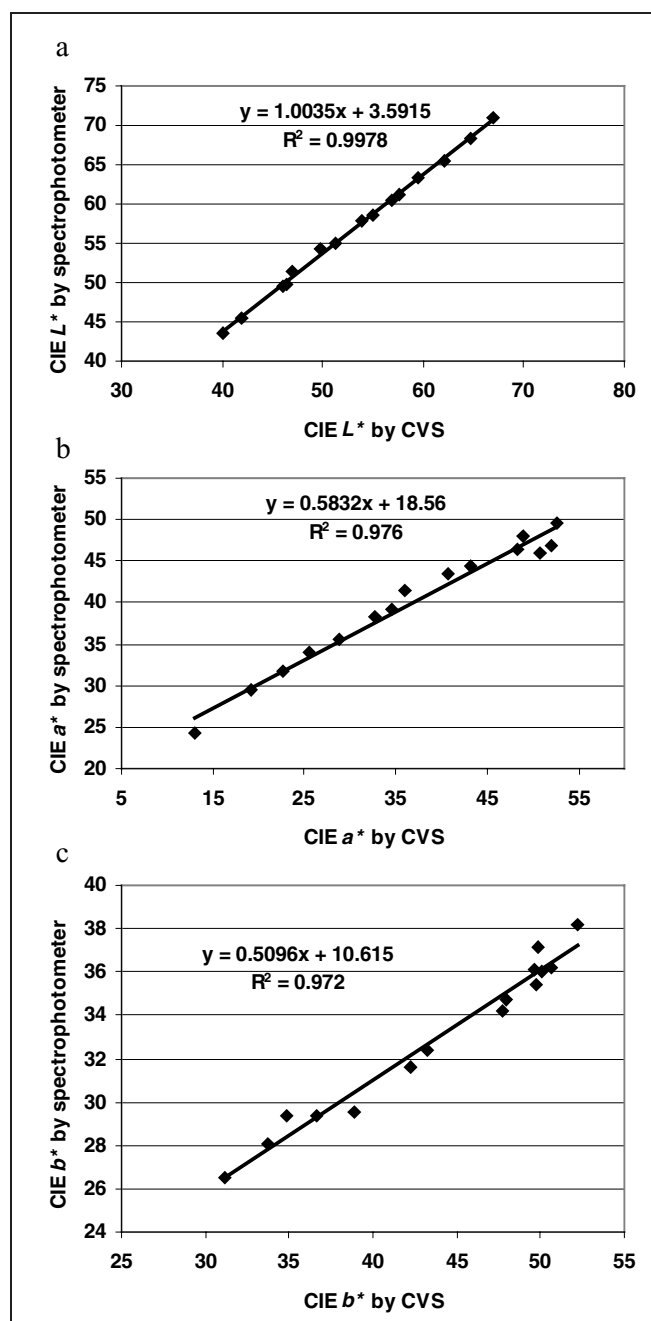 a
75
70
65
60
55
50
45
40
30 40 50 60 70 80
y = 1.0035x + 3.5915
R² = 0.9978
CIE L* by spectrophotometer
CIE L* by CVS
b
55
50
45
40
35
30
25
20
5 15 25 35 45 55
y = 0.5832x + 18.56
R² = 0.976
CIE a* by spectrophotometer
CIE a* by CVS
c
40
38
36
34
32
30
28
26
24
25 30 35 40 45 50 55
y = 0.5096x + 10.615
R² = 0.972
CIE b* by spectrophotometer
CIE b* by CVS